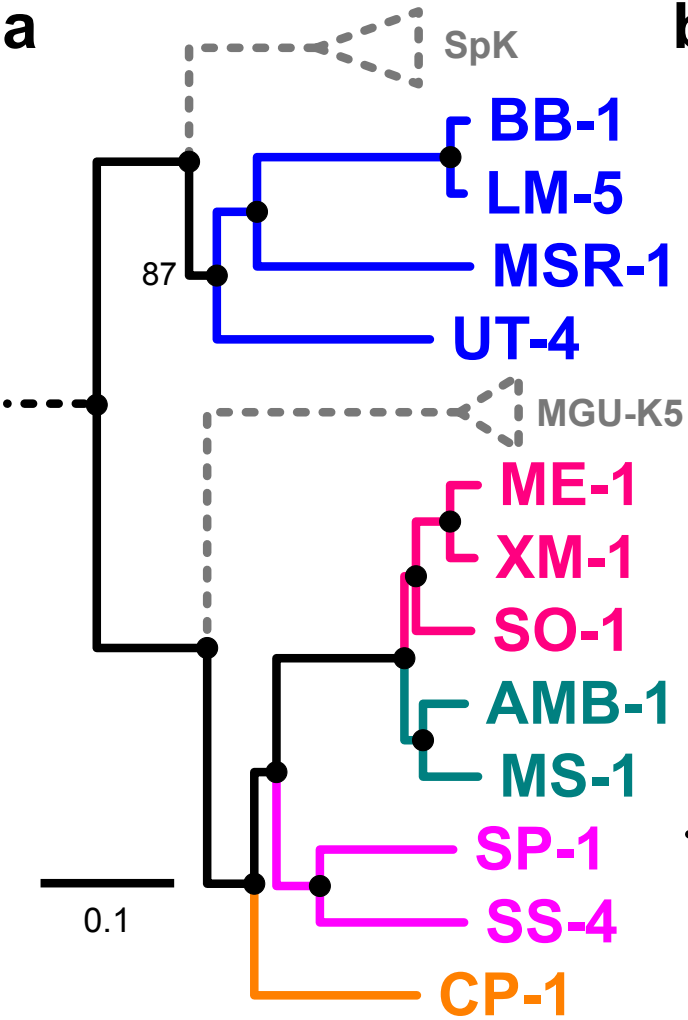 a
b
SpK
BB-1
LM-5
MSR-1
87
UT-4
MGU-K5
ME-1
XM-1
SO-1
AMB-1
MS-1
SP-1
0.1
SS-4
CP-1